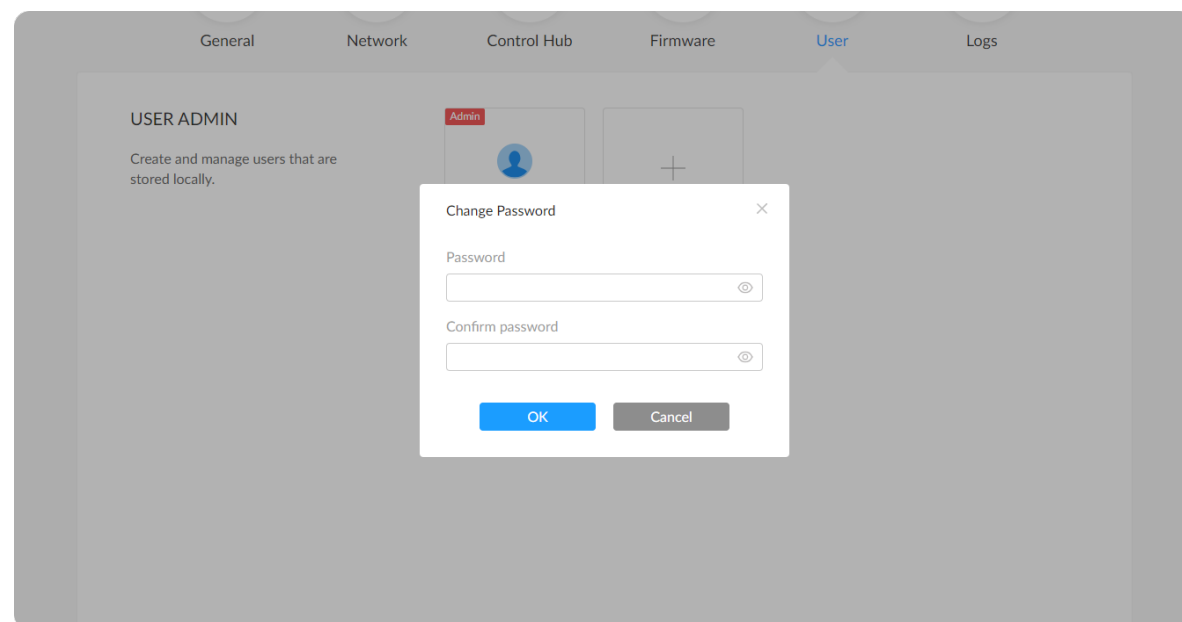 General Network Control Hub Firmware User Logs
USER ADMIN
Create and manage users that are
stored locally.
Admin
Change Password
Password
Confirm password
OK Cancel